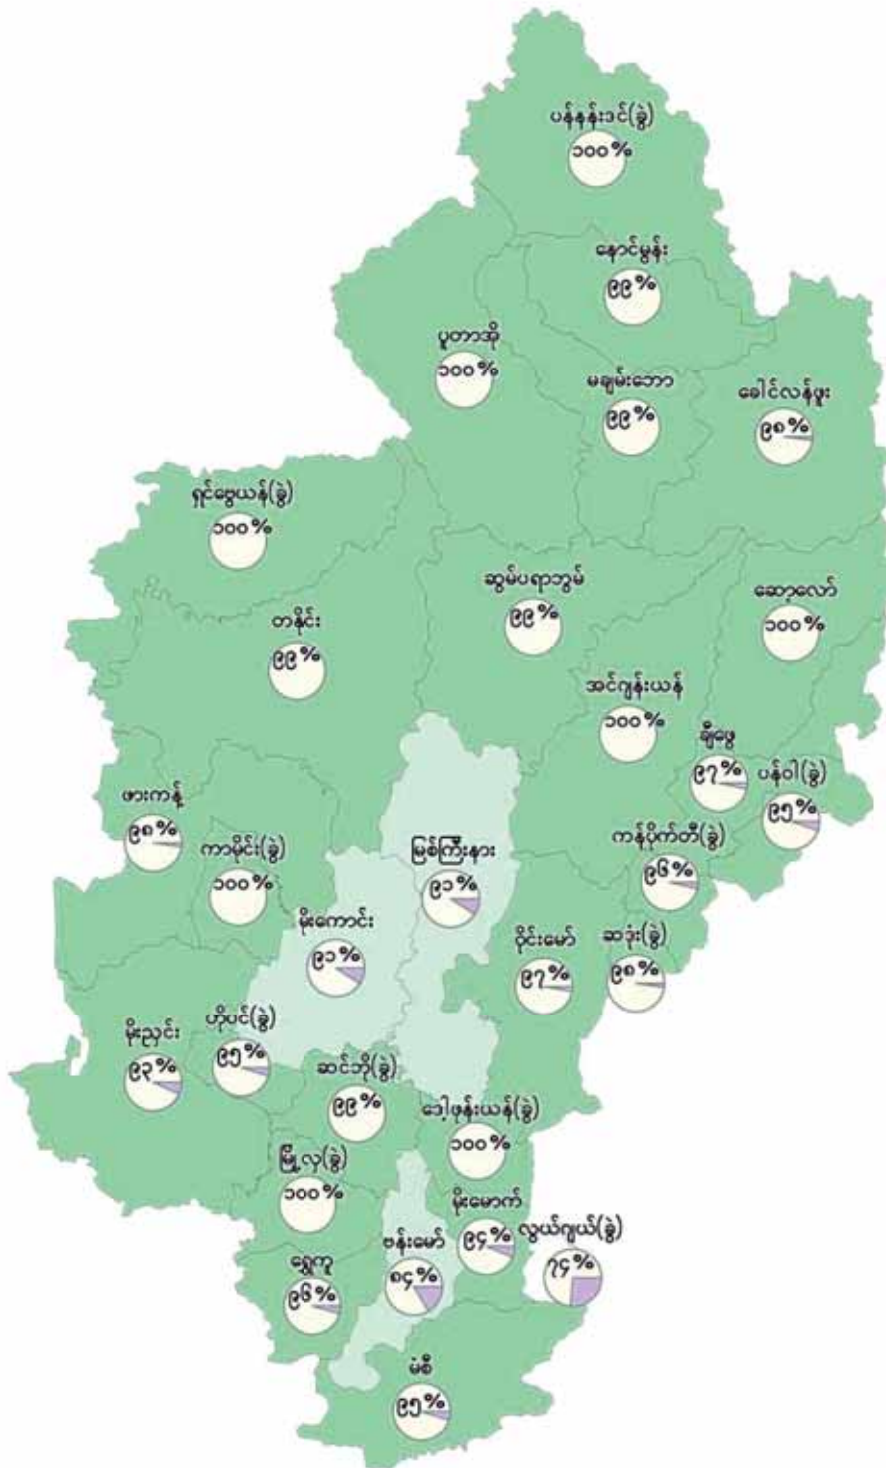 ပန်နန်းဒင်(ခွဲ)
၁၀၀%
နောင်မွန်း
၉၉%
ပူတာအို
၁၀၀%
မချမ်းဘော
၉၉%
ခေါင်လန်ဖူး
၉၈%
ရှင်ဗွေယန်(ခွဲ)
၁၀၀%
ဆွမ်ပရာဘွမ်
၉၉%
ဆော့လော်
၁၀၀%
တနိုင်း
၉၉%
အင်ဂျန်းယန်
၁၀၀%
ချီဖွေ
၉၇%
ပန်ဝါ(ခွဲ)
၉၅%
ဖားကန့်
၉၈%
ကာမိုင်း(ခွဲ)
၁၀၀%
မြစ်ကြီးနား
၉၁%
ကန်ပိုက်တီ(ခွဲ)
၉၆%
မိုးကောင်း
၉၁%
ဝိုင်းမော်
၉၇%
ဆဒုံး(ခွဲ)
၉၈%
မိုးညှင်း
၉၃%
ဟိုပင်(ခွဲ)
၉၅%
ဆင်ဘို(ခွဲ)
၉၉%
ဒေါ့ဖုန်းယန်(ခွဲ)
၁၀၀%
မြို့လှ(ခွဲ)
၁၀၀%
မိုးမောက်
၉၄%
လွယ်ဂျယ်(ခွဲ)
၇၄%
ဗန်းမော်
၈၄%
ရွှေကူ
၉၆%
မံစီ
၉၅%